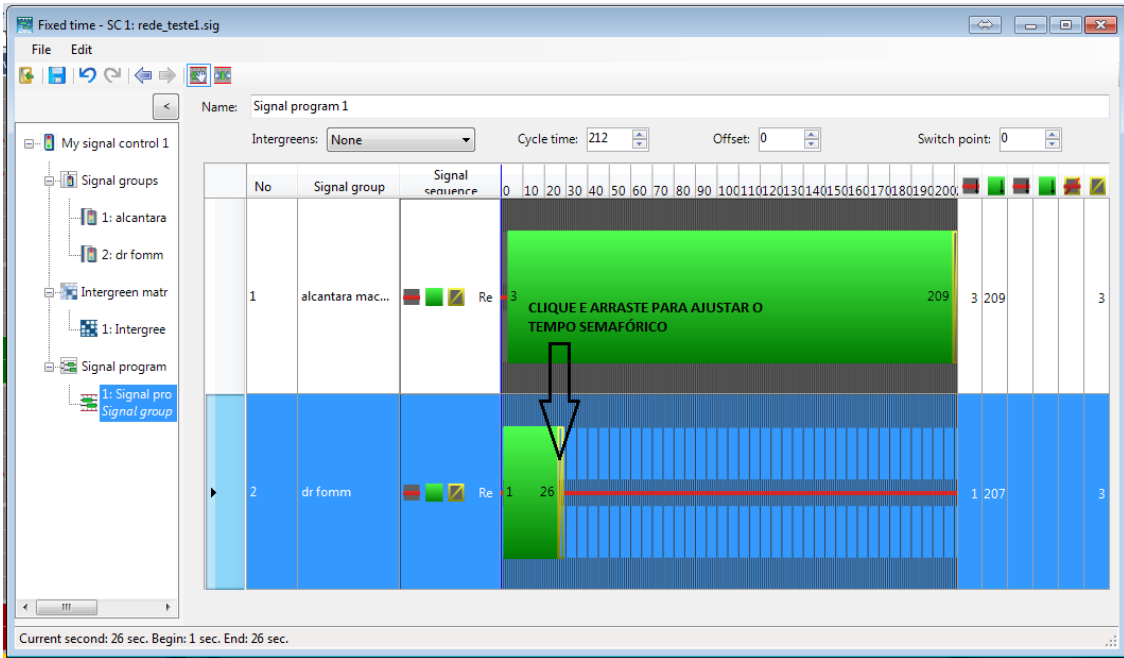 Fixed time - SC 1: rede_teste1.sig
File Edit
Name: Signal program 1
Intergreens: None Cycle time: 212 Offset: 0 Switch point: 0
My signal control 1
Signal groups
1: alcantara
2: dr fomm
Intergreen matr
1: Intergree
Signal program
1: Signal pro
Signal group
No Signal group Signal sequence 0 10 20 30 40 50 60 70 80 90 100 110 120 130 140 150 160 170 180 190 200
1 alcantara mac... Re 3 209 3 209 3
CLIQUE E ARRASTE PARA AJUSTAR O
TEMPO SEMAFÓRICO
2 dr fomm Re 1 26 1 207 3
Current second: 26 sec. Begin: 1 sec. End: 26 sec.